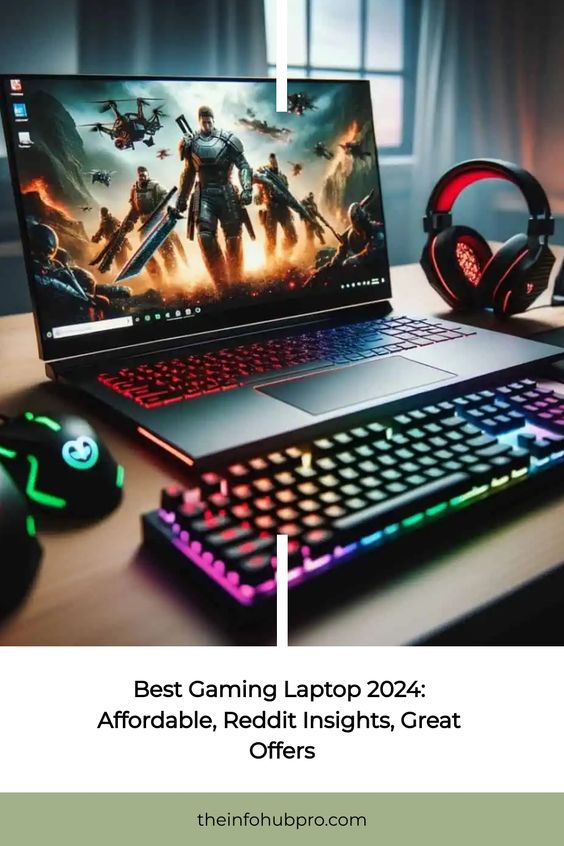 Best Gaming Laptop 2024:
Affordable, Reddit Insights, Great
Offers
theinfohubpro.com